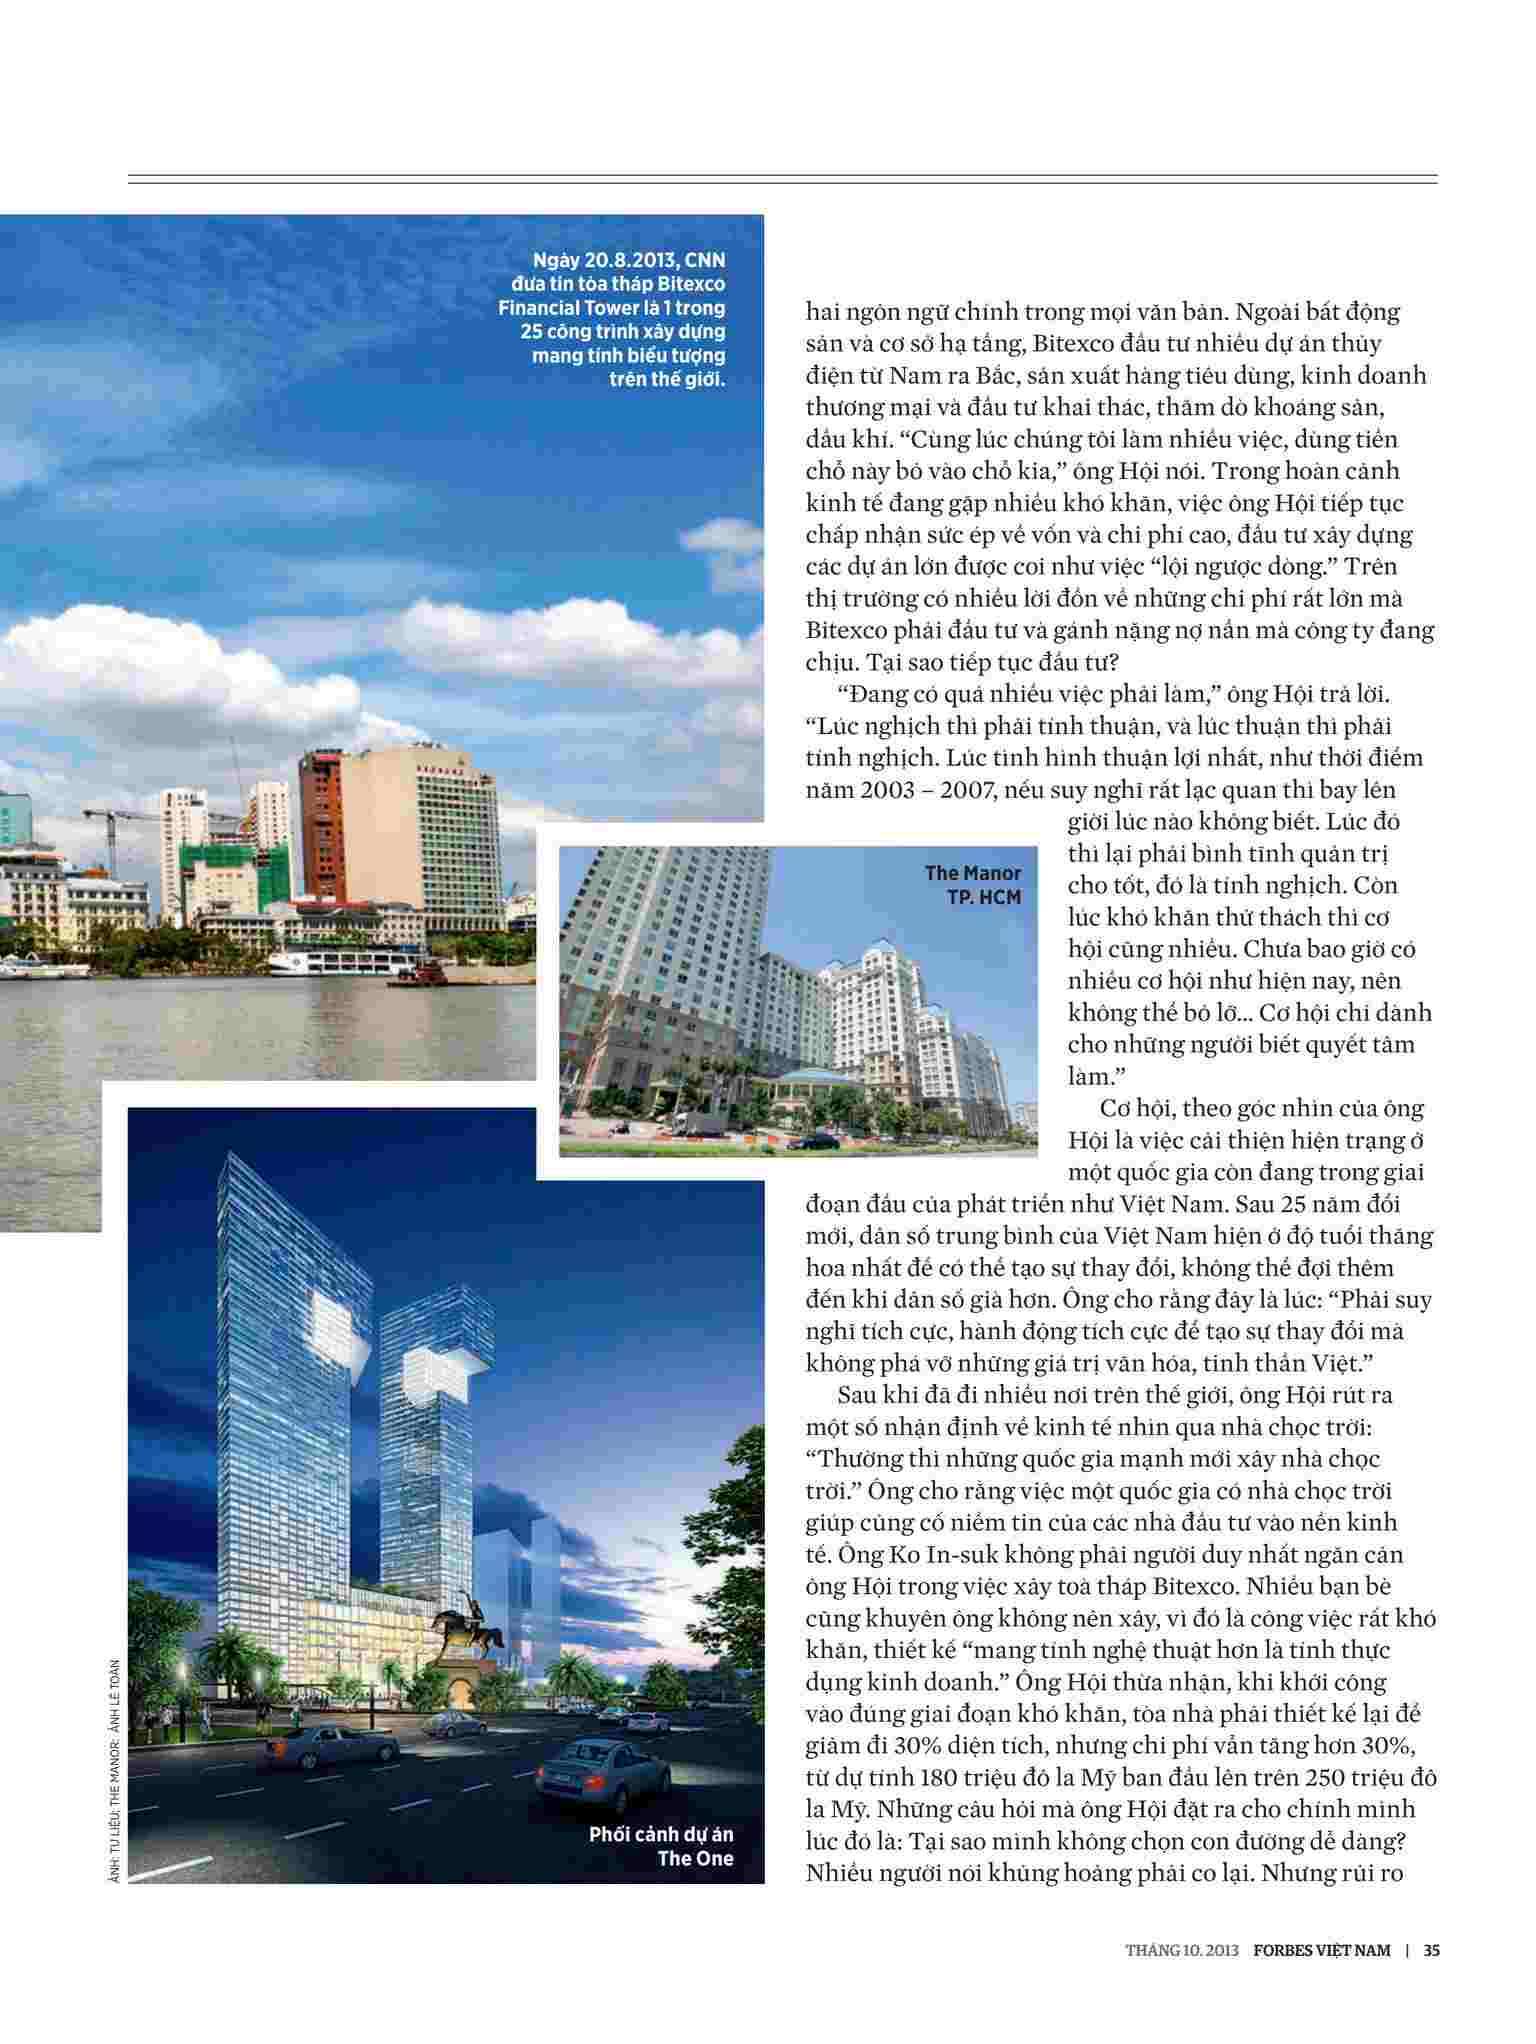 Ngày 20.8.2013, CNN
đưa tin tòa tháp Bitexco
Financial Tower là 1 trong
25 công trình xây dựng
mang tính biểu tượng
trên thế giới.
hai ngôn ngữ chính trong mọi văn bản. Ngoài bất động
sản và cơ sở hạ tầng, Bitexco đầu tư nhiều dự án thủy
điện từ Nam ra Bắc, sản xuất hàng tiêu dùng, kinh doanh
thương mại và đầu tư khai thác, thăm dò khoáng sản,
dầu khí. “Cùng lúc chúng tôi làm nhiều việc, dùng tiền
chỗ này bỏ vào chỗ kia,” ông Hội nói. Trong hoàn cảnh
kinh tế đang gặp nhiều khó khăn, việc ông Hội tiếp tục
chấp nhận sức ép về vốn và chi phí cao, đầu tư xây dựng
các dự án lớn được coi như việc “lội ngược dòng.” Trên
thị trường có nhiều lời đồn về những chi phí rất lớn mà
Bitexco phải đầu tư và gánh nặng nợ nần mà công ty đang
chịu. Tại sao tiếp tục đầu tư?
“Đang có quá nhiều việc phải làm,” ông Hội trả lời.
“Lúc nghịch thì phải tính thuận, và lúc thuận thì phải
tính nghịch. Lúc tình hình thuận lợi nhất, như thời điểm
năm 2003 – 2007, nếu suy nghĩ rất lạc quan thì bay lên
giời lúc nào không biết. Lúc đó
thì lại phải bình tĩnh quản trị
cho tốt, đó là tính nghịch. Còn
lúc khó khăn thử thách thì cơ
hội cũng nhiều. Chưa bao giờ có
nhiều cơ hội như hiện nay, nên
không thể bỏ lỡ... Cơ hội chỉ dành
cho những người biết quyết tâm
làm.”
The Manor
TP. HCM
Cơ hội, theo góc nhìn của ông
Hội là việc cải thiện hiện trạng ở
một quốc gia còn đang trong giai
đoạn đầu của phát triển như Việt Nam. Sau 25 năm đổi
mới, dân số trung bình của Việt Nam hiện ở độ tuổi thăng
hoa nhất để có thể tạo sự thay đổi, không thể đợi thêm
đến khi dân số già hơn. Ông cho rằng đây là lúc: “Phải suy
nghĩ tích cực, hành động tích cực để tạo sự thay đổi mà
không phá vỡ những giá trị văn hóa, tinh thần Việt.”
Sau khi đã đi nhiều nơi trên thế giới, ông Hội rút ra
một số nhận định về kinh tế nhìn qua nhà chọc trời:
“Thường thì những quốc gia mạnh mới xây nhà chọc
trời.” Ông cho rằng việc một quốc gia có nhà chọc trời
giúp củng cố niềm tin của các nhà đầu tư vào nền kinh
tế. Ông Ko In-suk không phải người duy nhất ngăn cản
ông Hội trong việc xây toà tháp Bitexco. Nhiều bạn bè
cũng khuyên ông không nên xây, vì đó là công việc rất khó
khăn, thiết kế “mang tính nghệ thuật hơn là tính thực
dụng kinh doanh.” Ông Hội thừa nhận, khi khởi công
vào đúng giai đoạn khó khăn, tòa nhà phải thiết kế lại để
giảm đi 30% diện tích, nhưng chi phí vẫn tăng hơn 30%,
từ dự tính 180 triệu đô la Mỹ ban đầu lên trên 250 triệu đô
la Mỹ. Những câu hỏi mà ông Hội đặt ra cho chính mình
lúc đó là: Tại sao mình không chọn con đường dễ dàng?
Nhiều người nói khủng hoảng phải co lại. Nhưng rủi ro
Phối cảnh dự án
The One
ẢNH: TƯ LIỆU; THE MANOR: ẢNH LÊ TOÀN
THÁNG 10. 2013 FORBES VIỆT NAM | 35